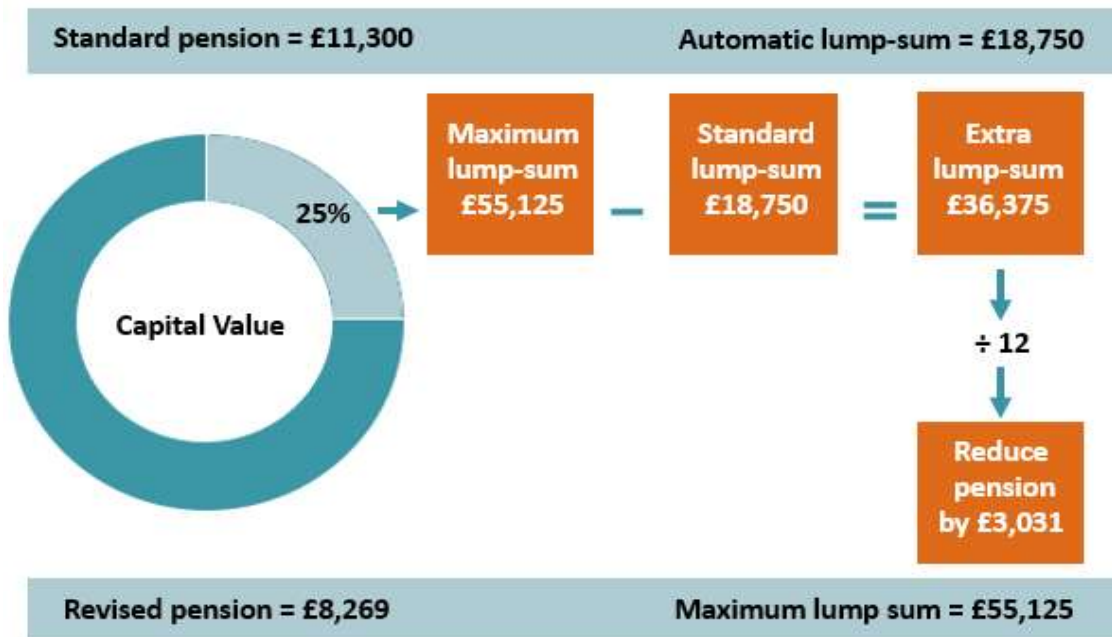 Standard pension = £11,300
Automatic lump-sum = £18,750
Maximum
lump-sum
£55,125
–
Standard
lump-sum
£18,750
=
Extra
lump-sum
£36,375
25%
Capital Value
÷ 12
Reduce
pension
by £3,031
Revised pension = £8,269
Maximum lump sum = £55,125